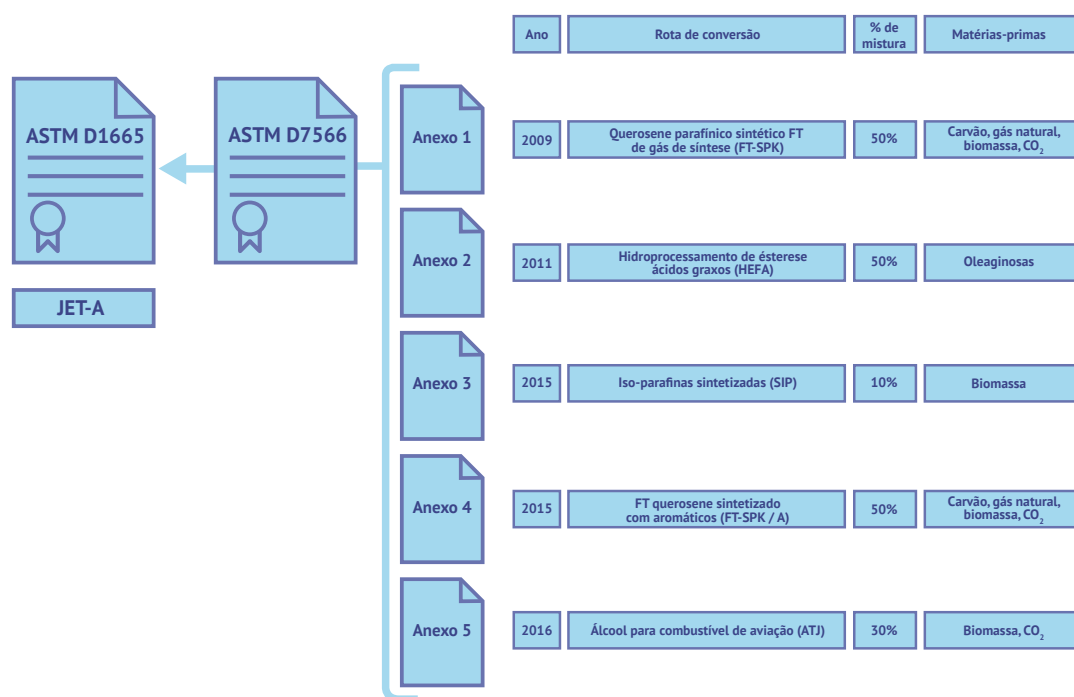 Ano
Rota de conversão
% de
mistura
Matérias-primas
ASTM D1665
ASTM D7566
JET-A
Anexo 1
2009
Querosene parafínico sintético FT
de gás de síntese (FT-SPK)
50%
Carvão, gás natural,
biomassa, CO₂
Anexo 2
2011
Hidroprocessamento de ésterese
ácidos graxos (HEFA)
50%
Oleaginosas
Anexo 3
2015
Iso-parafinas sintetizadas (SIP)
10%
Biomassa
Anexo 4
2015
FT querosene sintetizado
com aromáticos (FT-SPK / A)
50%
Carvão, gás natural,
biomassa, CO₂
Anexo 5
2016
Álcool para combustível de aviação (ATJ)
30%
Biomassa, CO₂